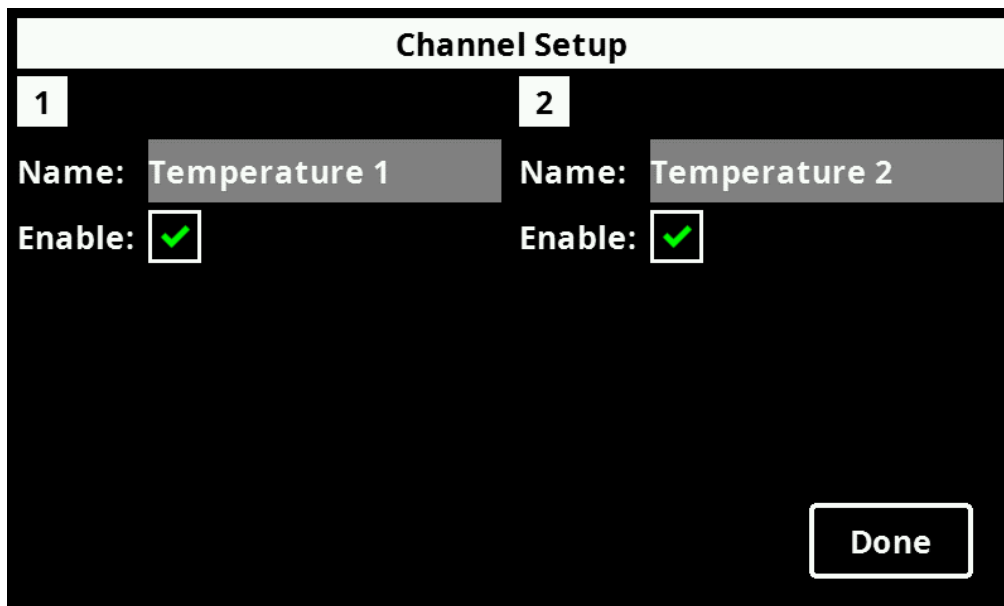 Channel Setup
1
Name: Temperature 1
Enable:
2
Name: Temperature 2
Enable:
Done